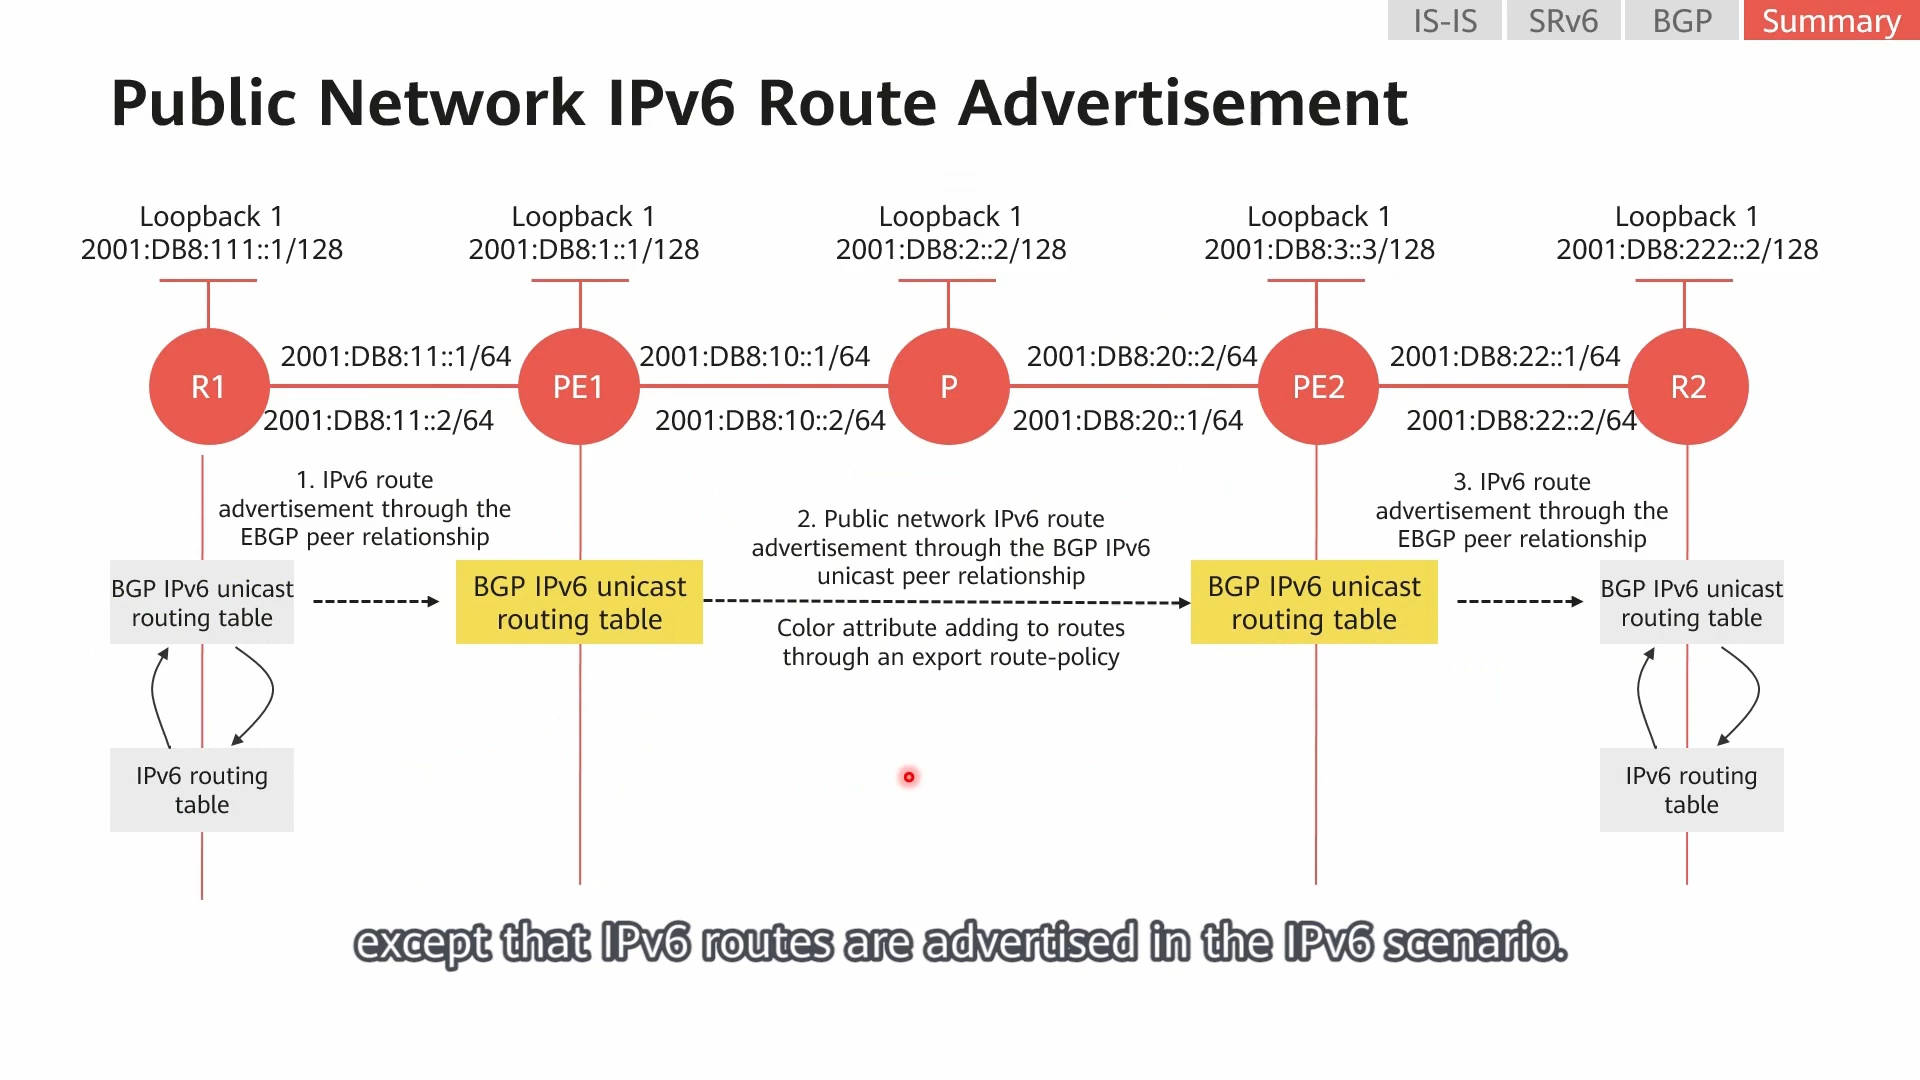 IS-IS
SRv6
BGP
Summary
Public Network IPv6 Route Advertisement
Loopback 1
2001:DB8:111::1/128
Loopback 1
2001:DB8:1::1/128
Loopback 1
2001:DB8:2::2/128
Loopback 1
2001:DB8:3::3/128
Loopback 1
2001:DB8:222::2/128
R1
2001:DB8:11::1/64
2001:DB8:11::2/64
PE1
2001:DB8:10::1/64
2001:DB8:10::2/64
P
2001:DB8:20::2/64
2001:DB8:20::1/64
PE2
2001:DB8:22::1/64
2001:DB8:22::2/64
R2
1. IPv6 route
advertisement through the
EBGP peer relationship
2. Public network IPv6 route
advertisement through the BGP IPv6
unicast peer relationship
3. IPv6 route
advertisement through the
EBGP peer relationship
BGP IPv6 unicast
routing table
BGP IPv6 unicast
routing table
Color attribute adding to routes
through an export route-policy
BGP IPv6 unicast
routing table
BGP IPv6 unicast
routing table
IPv6 routing
table
IPv6 routing
table
except that IPv6 routes are advertised in the IPv6 scenario.